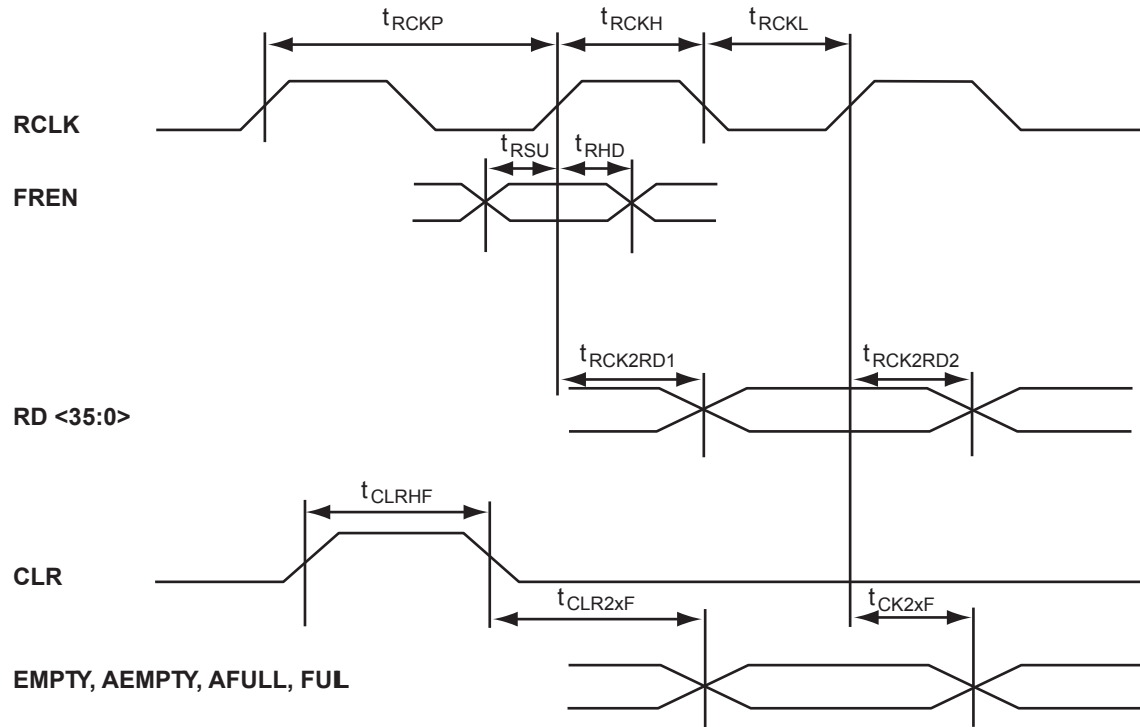 tRCKP tRCKH tRCKL
RCLK
tRSU tRHD
FREN
tRCK2RD1 tRCK2RD2
RD <35:0>
tCLRHF
CLR
tCLR2xF tCK2xF
EMPTY, AEMPTY, AFULL, FUL